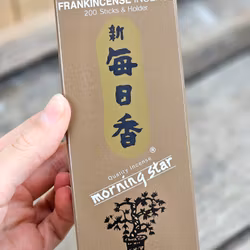 FRANKINCENSE
200 Sticks & Holder
新
毎日香
Quality Incense
morning star
®